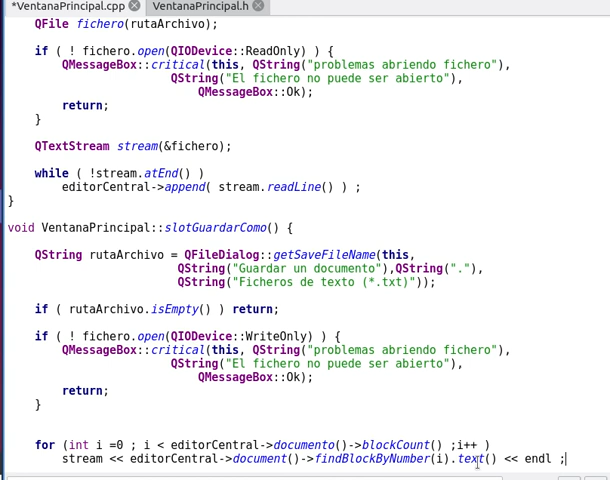 *VentanaPrincipal.cpp VentanaPrincipal.h
QFile fichero(rutaArchivo);
if ( ! fichero.open(QIODevice::ReadOnly) ) {
QMessageBox::critical(this, QString("problemas abriendo fichero"),
QString("El fichero no puede ser abierto"),
QMessageBox::Ok);
return;
}
QTextStream stream(&fichero);
while ( !stream.atEnd() )
editorCentral->append( stream.readLine() ) ;
}
void VentanaPrincipal::slotGuardarComo() {
QString rutaArchivo = QFileDialog::getSaveFileName(this,
QString("Guardar un documento"),QString("."),
QString("Ficheros de texto (*.txt)"));
if ( rutaArchivo.isEmpty() ) return;
if ( ! fichero.open(QIODevice::WriteOnly) ) {
QMessageBox::critical(this, QString("problemas abriendo fichero"),
QString("El fichero no puede ser abierto"),
QMessageBox::Ok);
return;
}
for (int i =0 ; i < editorCentral->documento()->blockCount() ;i++ )
stream << editorCentral->document()->findBlockByNumber(i).text() << endl ;